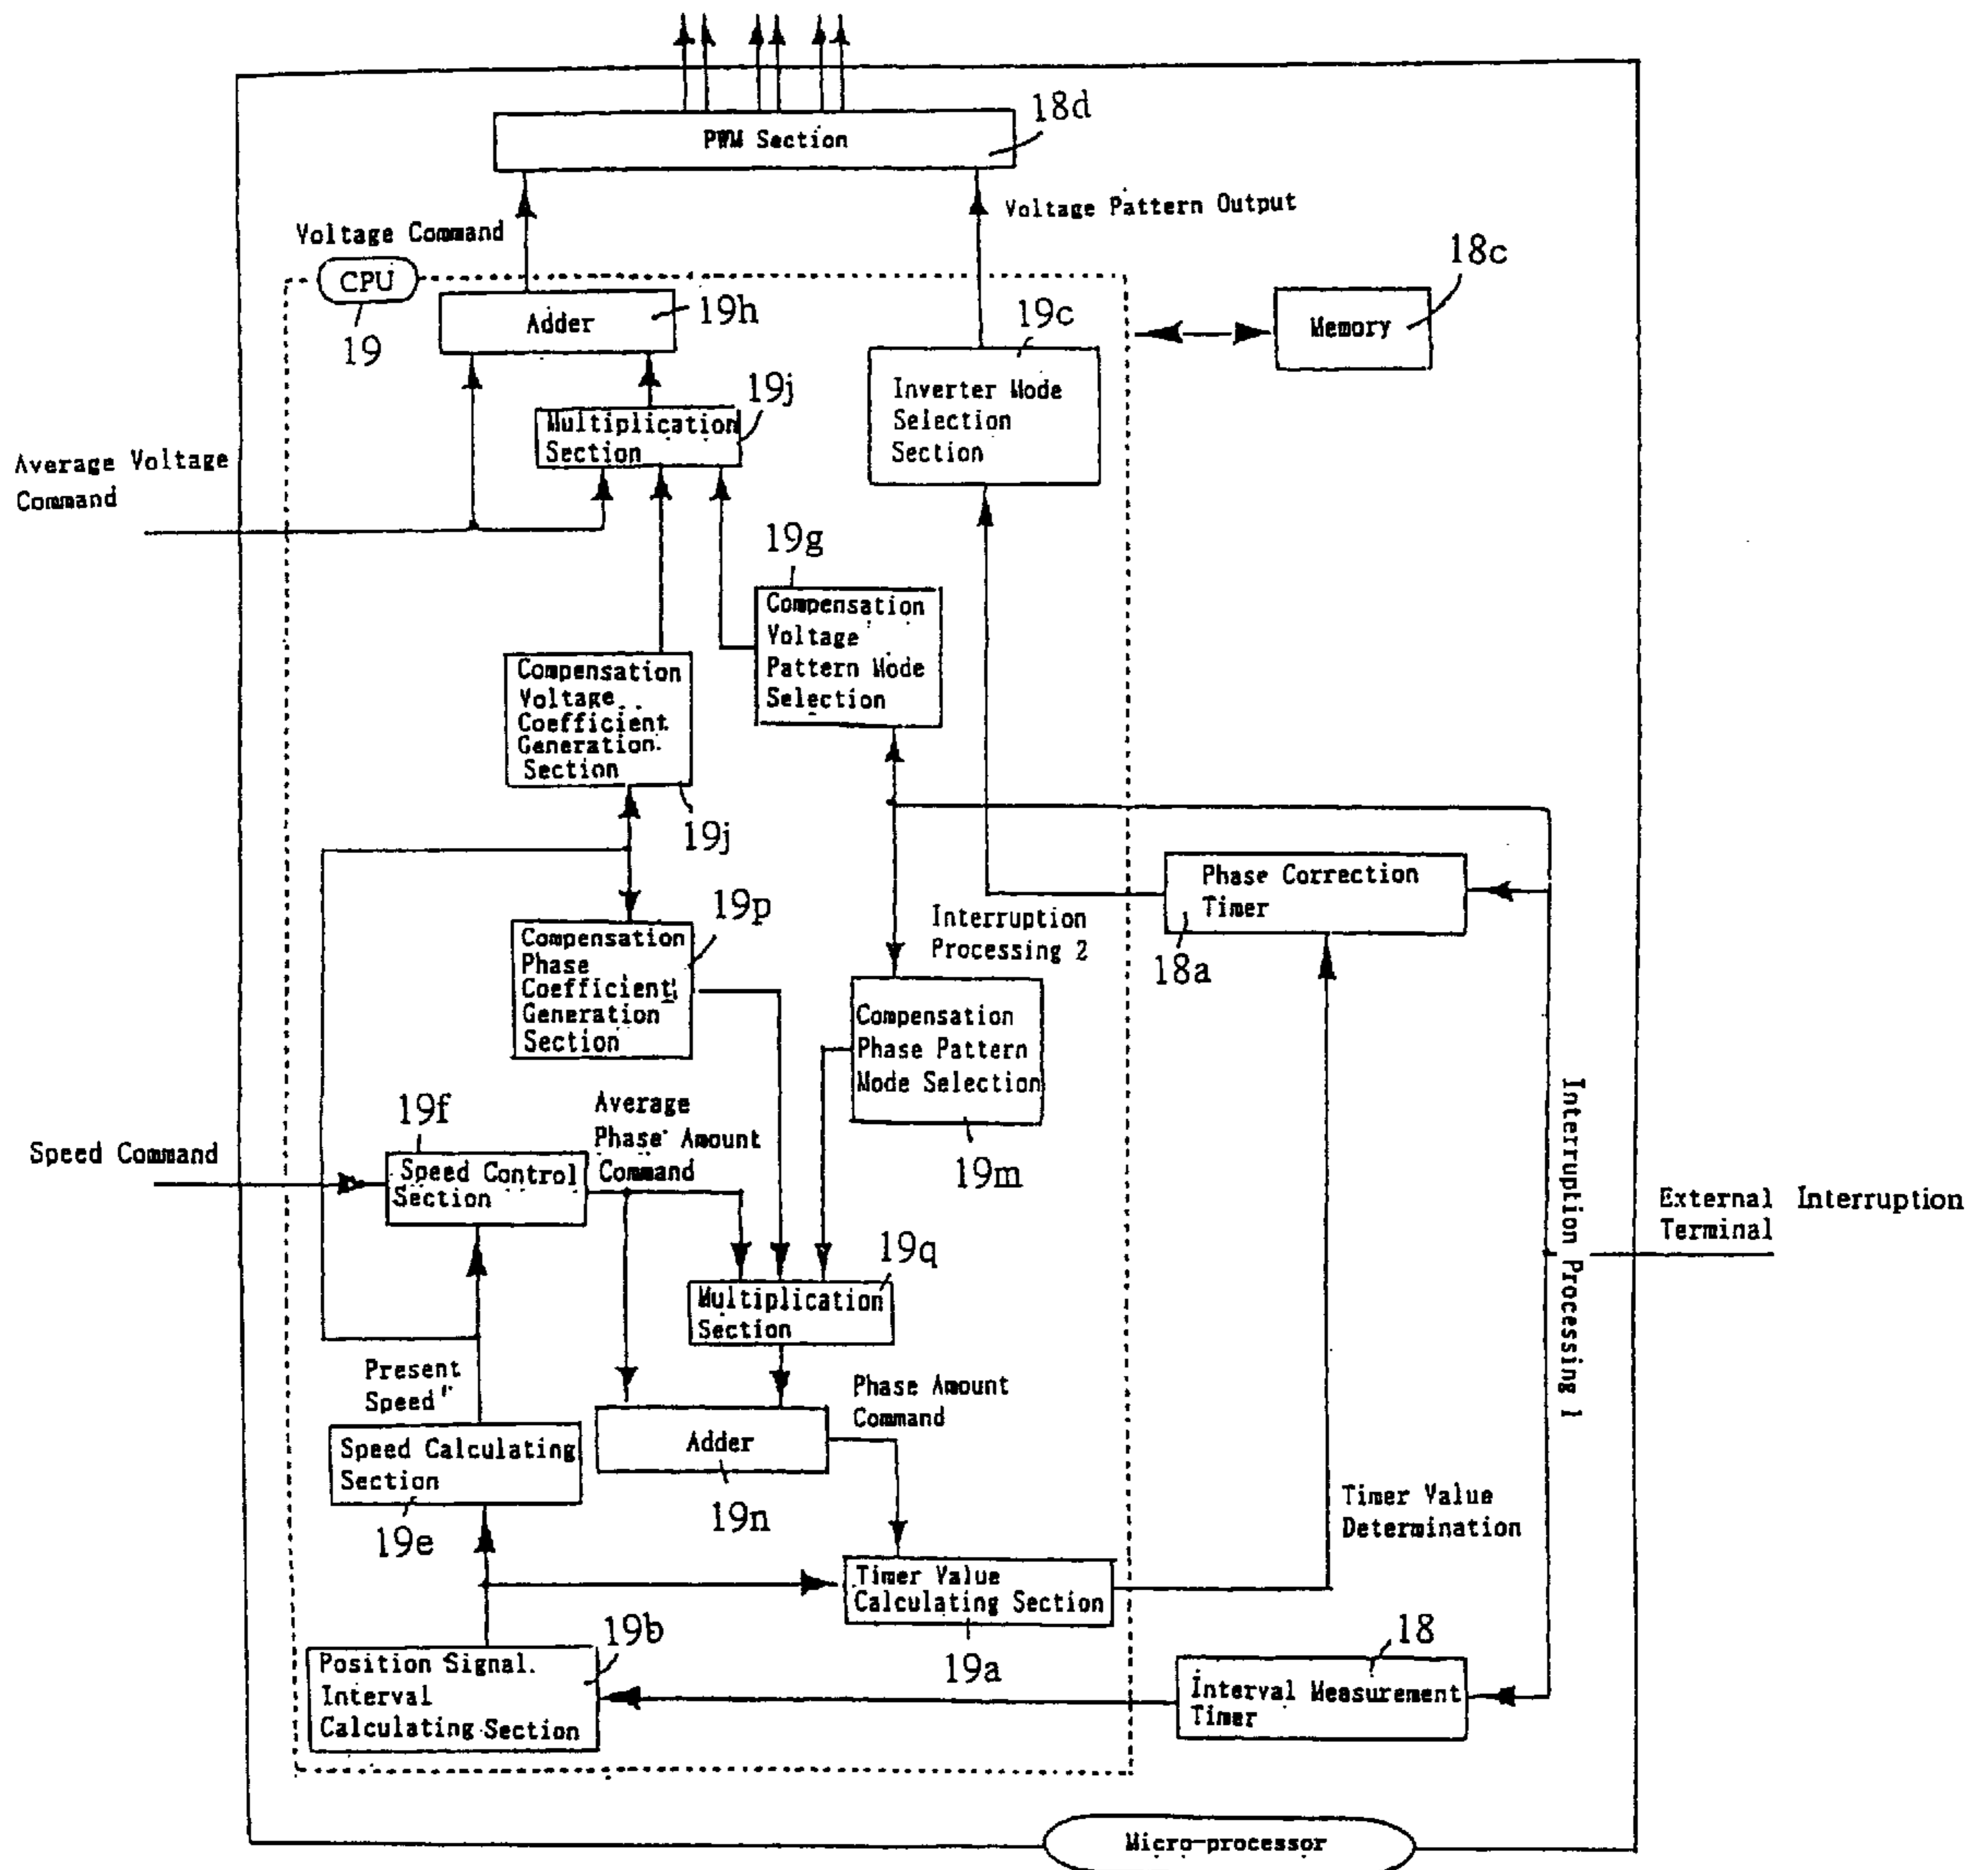 PWM Section
18d
Voltage Command
Voltage Pattern Output
CPU
19
Adder
19h
19c
18c
Memory
Inverter Mode
Selection
Section
19j
Multiplication
Section
Average Voltage
Command
19g
Compensation
Voltage
Pattern Mode
Selection
Compensation
Voltage
Coefficient
Generation
Section
19j
Phase Correction
Timer
18a
19p
Compensation
Phase
Coefficient
Generation
Section
Interruption
Processing 2
Compensation
Phase Pattern
Mode Selection
19m
Interruption Processing 1
19f
Average
Phase Amount
Command
Speed Command
Speed Control
Section
External Interruption
Terminal
19q
Multiplication
Section
Present
Speed
Phase Amount
Command
Adder
19n
Speed Calculating
Section
19e
Timer Value
Determination
Timer Value
Calculating Section
19a
19b
Position Signal.
Interval
Calculating Section
18
Interval Measurement
Timer
Micro-processor